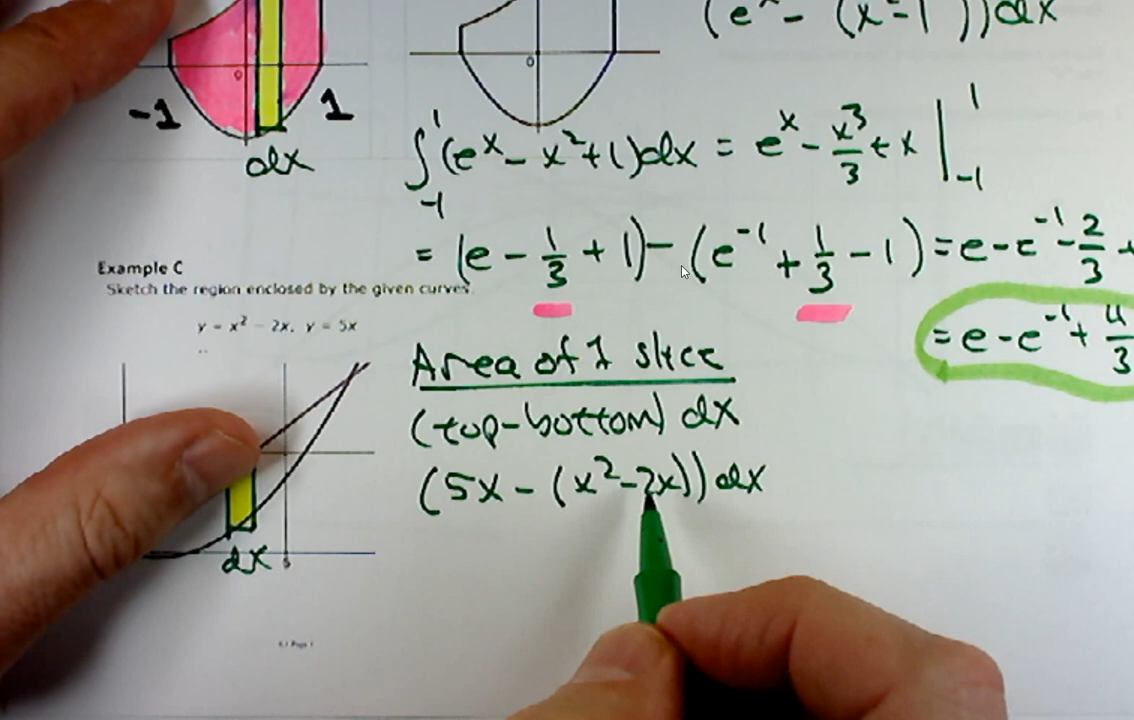 (eˣ - (x²-1))dx
-1
0
1
dx
0
∫₋₁¹(eˣ - x²+1)dx = eˣ - x³/3 + x |₋₁¹
= (e - 1/3 + 1) - (e⁻¹ + 1/3 - 1) = e - e⁻¹ - 2/3 +
= e - e⁻¹ + 4/3
Example C
Sketch the region enclosed by the given curves.
y = x² - 2x, y = 5x
Area of 1 slice
(top-bottom) dx
(5x - (x²-2x)) dx
dx